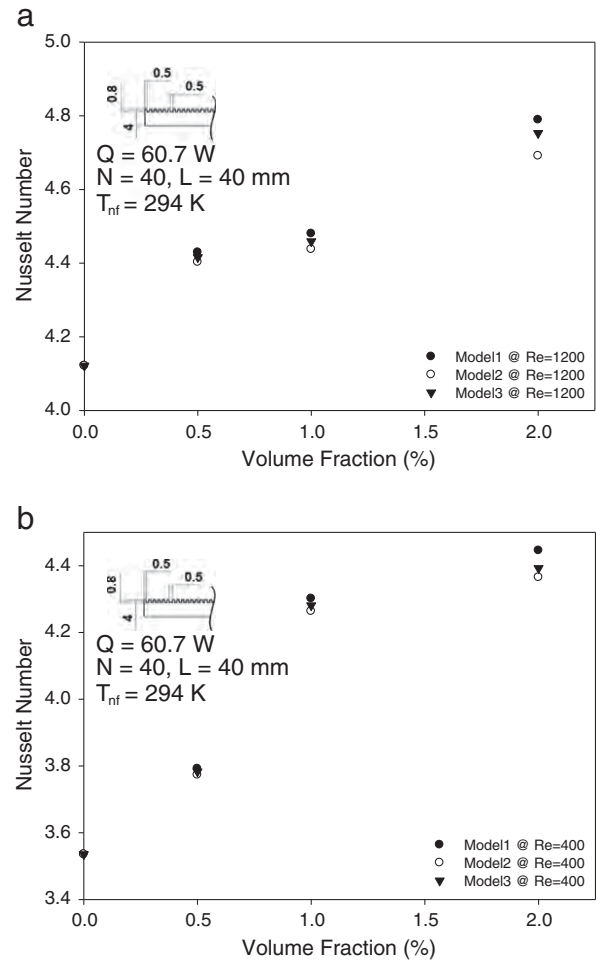 a
5.0
4.8
4.6
4.4
4.2
4.0
Nusselt Number
0.8
0.5
0.5
4
Q = 60.7 W
N = 40, L = 40 mm
Tnf = 294 K
Model1 @ Re=1200
Model2 @ Re=1200
Model3 @ Re=1200
0.0 0.5 1.0 1.5 2.0
Volume Fraction (%)
b
4.4
4.2
4.0
3.8
3.6
3.4
Nusselt Number
0.8
0.5
0.5
4
Q = 60.7 W
N = 40, L = 40 mm
Tnf = 294 K
Model1 @ Re=400
Model2 @ Re=400
Model3 @ Re=400
0.0 0.5 1.0 1.5 2.0
Volume Fraction (%)